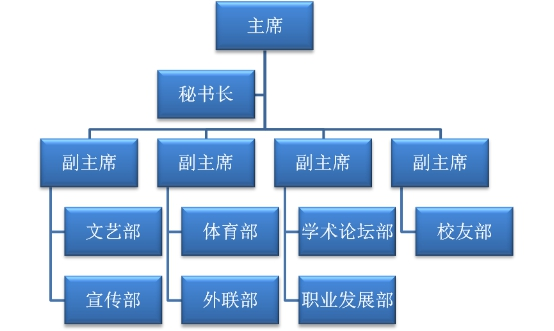 主席
秘书长
副主席
副主席
副主席
副主席
文艺部
体育部
学术论坛部
校友部
宣传部
外联部
职业发展部